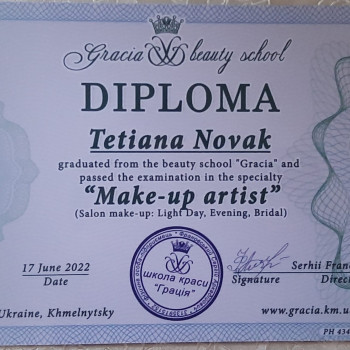 Gracia beauty school
DIPLOMA
Tetiana Novak
graduated from the beauty school "Gracia" and
passed the examination in the specialty
“Make-up artist”
(Salon make-up: Light Day, Evening, Bridal)
17 June 2022
Date
школа краси
"Грація"
Signature
Serhii Fran
Direc
Ukraine, Khmelnytsky
www.gracia.km.u
PH 434